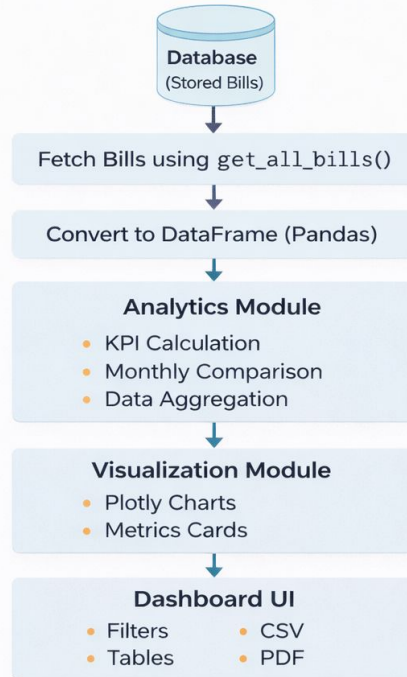 Database
(Stored Bills)
Fetch Bills using get_all_bills()
Convert to DataFrame (Pandas)
Analytics Module
• KPI Calculation
• Monthly Comparison
• Data Aggregation
Visualization Module
• Plotly Charts
• Metrics Cards
Dashboard UI
• Filters • CSV
• Tables • PDF